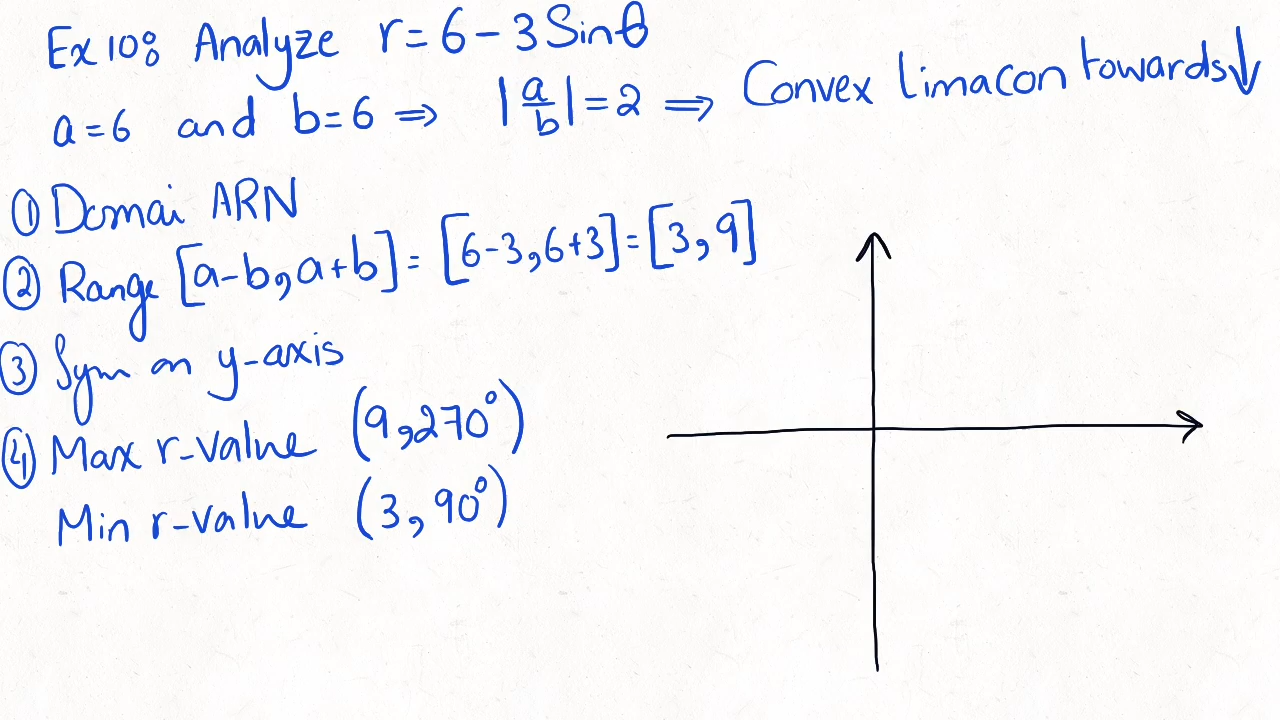 Ex 10: Analyze r = 6 - 3 Sinθ
a = 6 and b = 6 ⇒ |a/b| = 2 ⇒ Convex limacon towards ↓
① Domai ARN
② Range [a-b, a+b] = [6-3, 6+3] = [3, 9]
③ Sym on y-axis
④ Max r-value (9, 270°)
Min r-value (3, 90°)